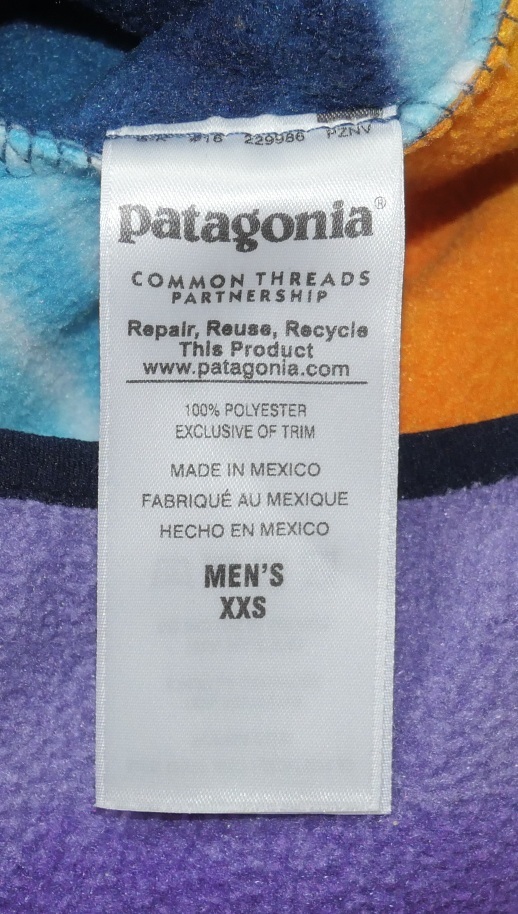 #16 229986 PZNV
patagonia®
COMMON THREADS
PARTNERSHIP
Repair, Reuse, Recycle
This Product
www.patagonia.com
100% POLYESTER
EXCLUSIVE OF TRIM
MADE IN MEXICO
FABRIQUÉ AU MEXIQUE
HECHO EN MEXICO
MEN'S
XXS